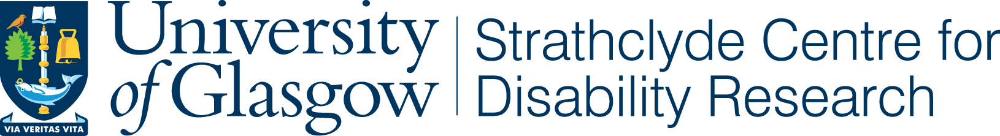 University
of Glasgow
Strathclyde Centre for
Disability Research
VIA VERITAS VITA